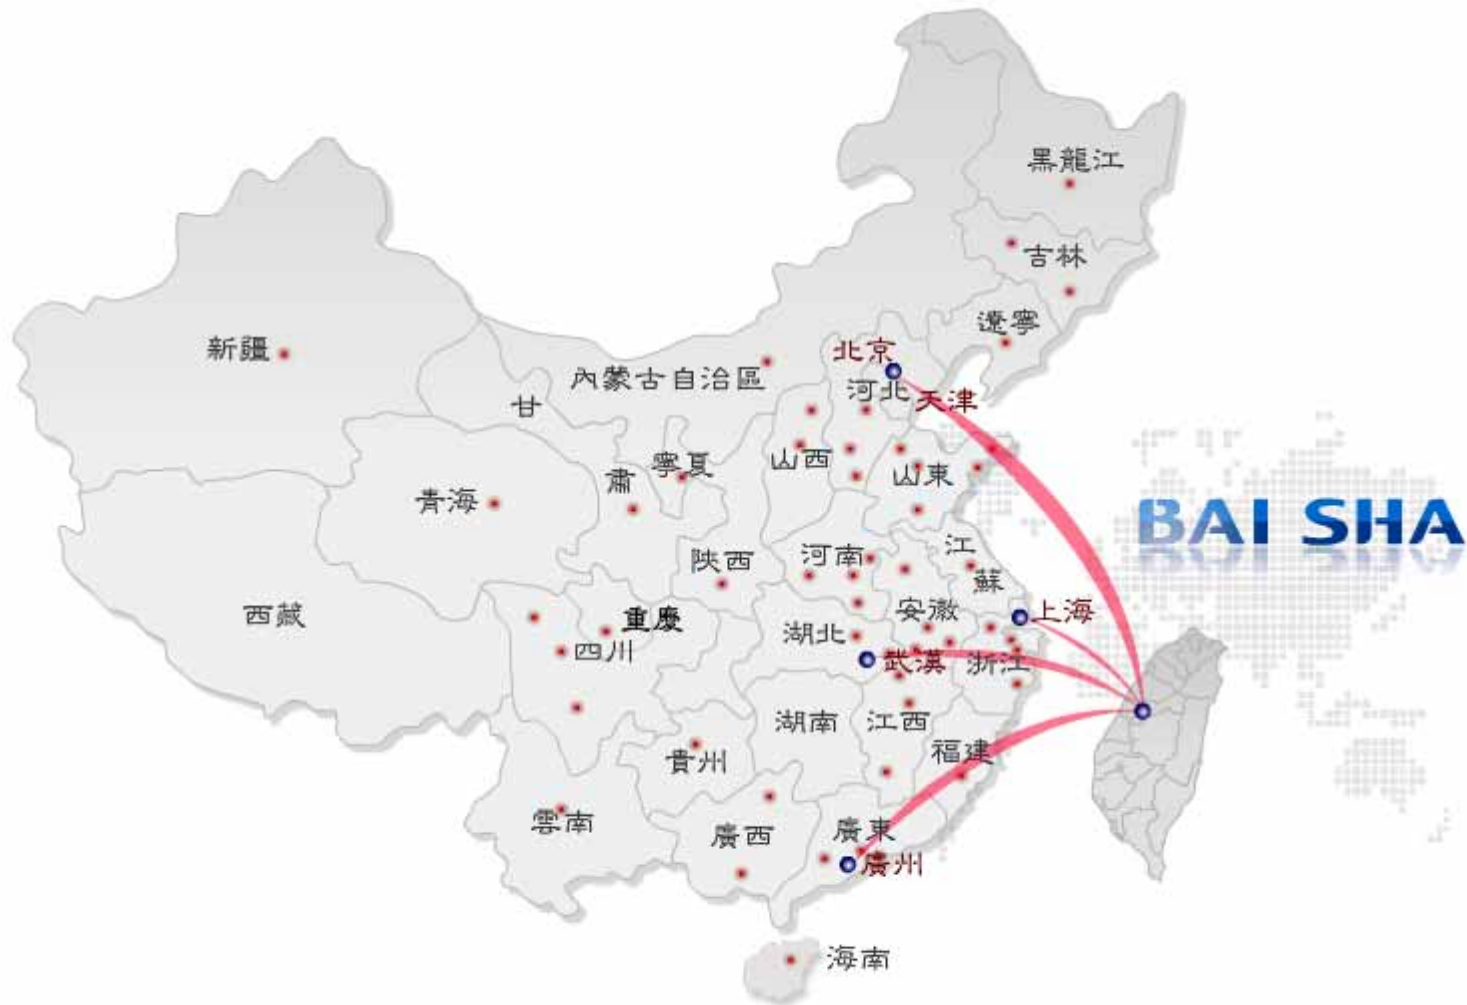 黑龍江
吉林
遼寧
北京
新疆
內蒙古自治區
河北
天津
甘
肅
寧夏
山西
山東
青海
BAI SHA
陝西
河南
江
蘇
西藏
重慶
四川
湖北
安徽
上海
武漢
浙江
湖南
江西
福建
貴州
雲南
廣西
廣東
廣州
海南